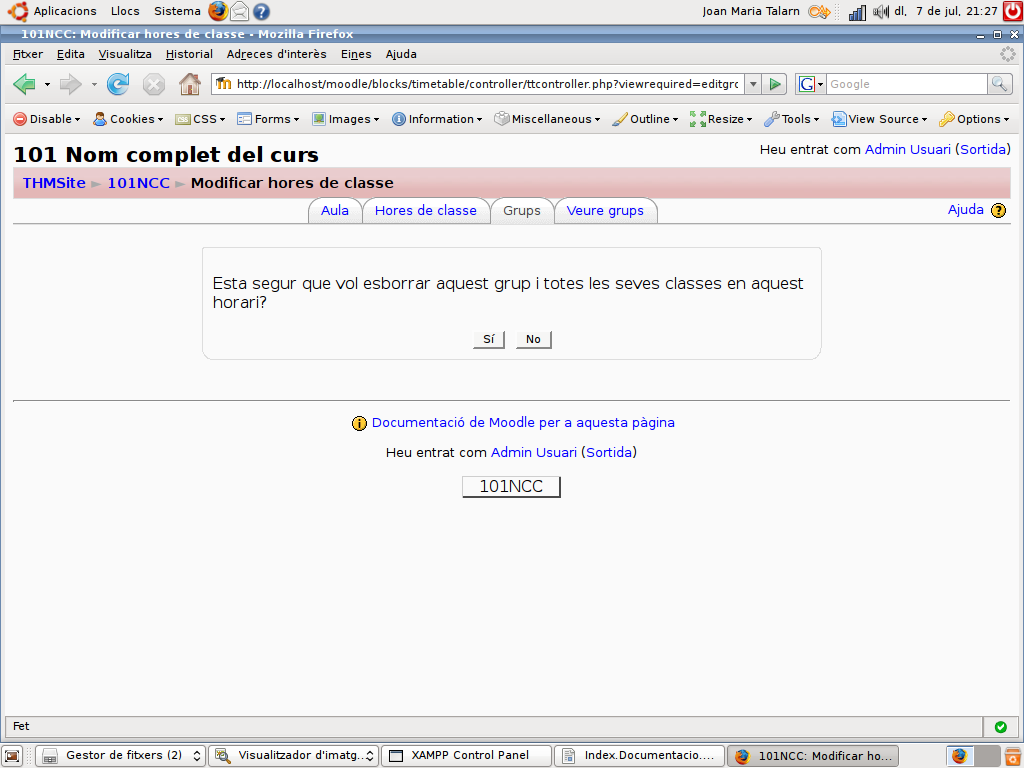 Aplicacions Llocs Sistema Joan Maria Talarn dl, 7 de jul, 21:27
101NCC: Modificar hores de classe - Mozilla Firefox
Fitxer Edita Visualitza Historial Adreces d'interès Eines Ajuda
http://localhost/moodle/blocks/timetable/controller/ttcontroller.php?viewrequired=editgrc G Google
Disable Cookies CSS Forms Images Information Miscellaneous Outline Resize Tools View Source Options
101 Nom complet del curs
Heu entrat com Admin Usuari (Sortida)
THMSite ► 101NCC ► Modificar hores de classe
Aula Hores de classe Grups Veure grups Ajuda
Esta segur que vol esborrar aquest grup i totes les seves classes en aquest
horari?
Sí No
Documentació de Moodle per a aquesta pàgina
Heu entrat com Admin Usuari (Sortida)
101NCC
Fet
Gestor de fitxers (2) Visualitzador d'imatg... XAMPP Control Panel Index.Documentacio.... 101NCC: Modificar ho...